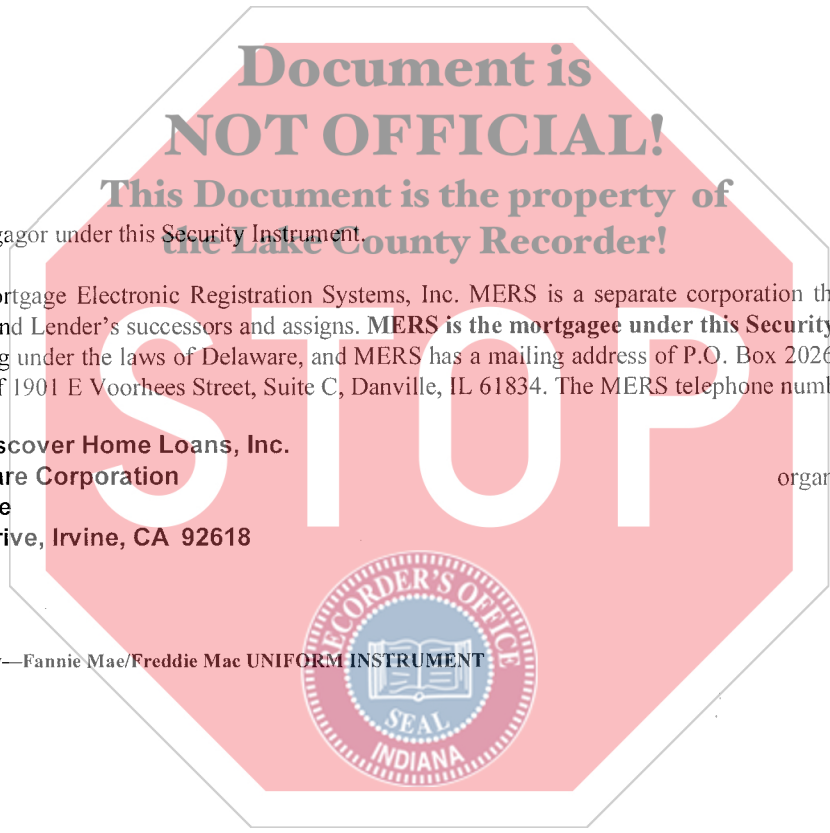 Document is
NOT OFFICIAL!
This Document is the property of
the Lake County Recorder!
gagor under this Security Instrument.
ortgage Electronic Registration Systems, Inc. MERS is a separate corporation th
nd Lender's successors and assigns. MERS is the mortgagee under this Security
g under the laws of Delaware, and MERS has a mailing address of P.O. Box 2026
f 1901 E Voorhees Street, Suite C, Danville, IL 61834. The MERS telephone numb
STOP
scover Home Loans, Inc.
are Corporation organ
e
rive, Irvine, CA 92618
—Fannie Mae/Freddie Mac UNIFORM INSTRUMENT
RECORDER'S OFFICE
SEAL
INDIANA